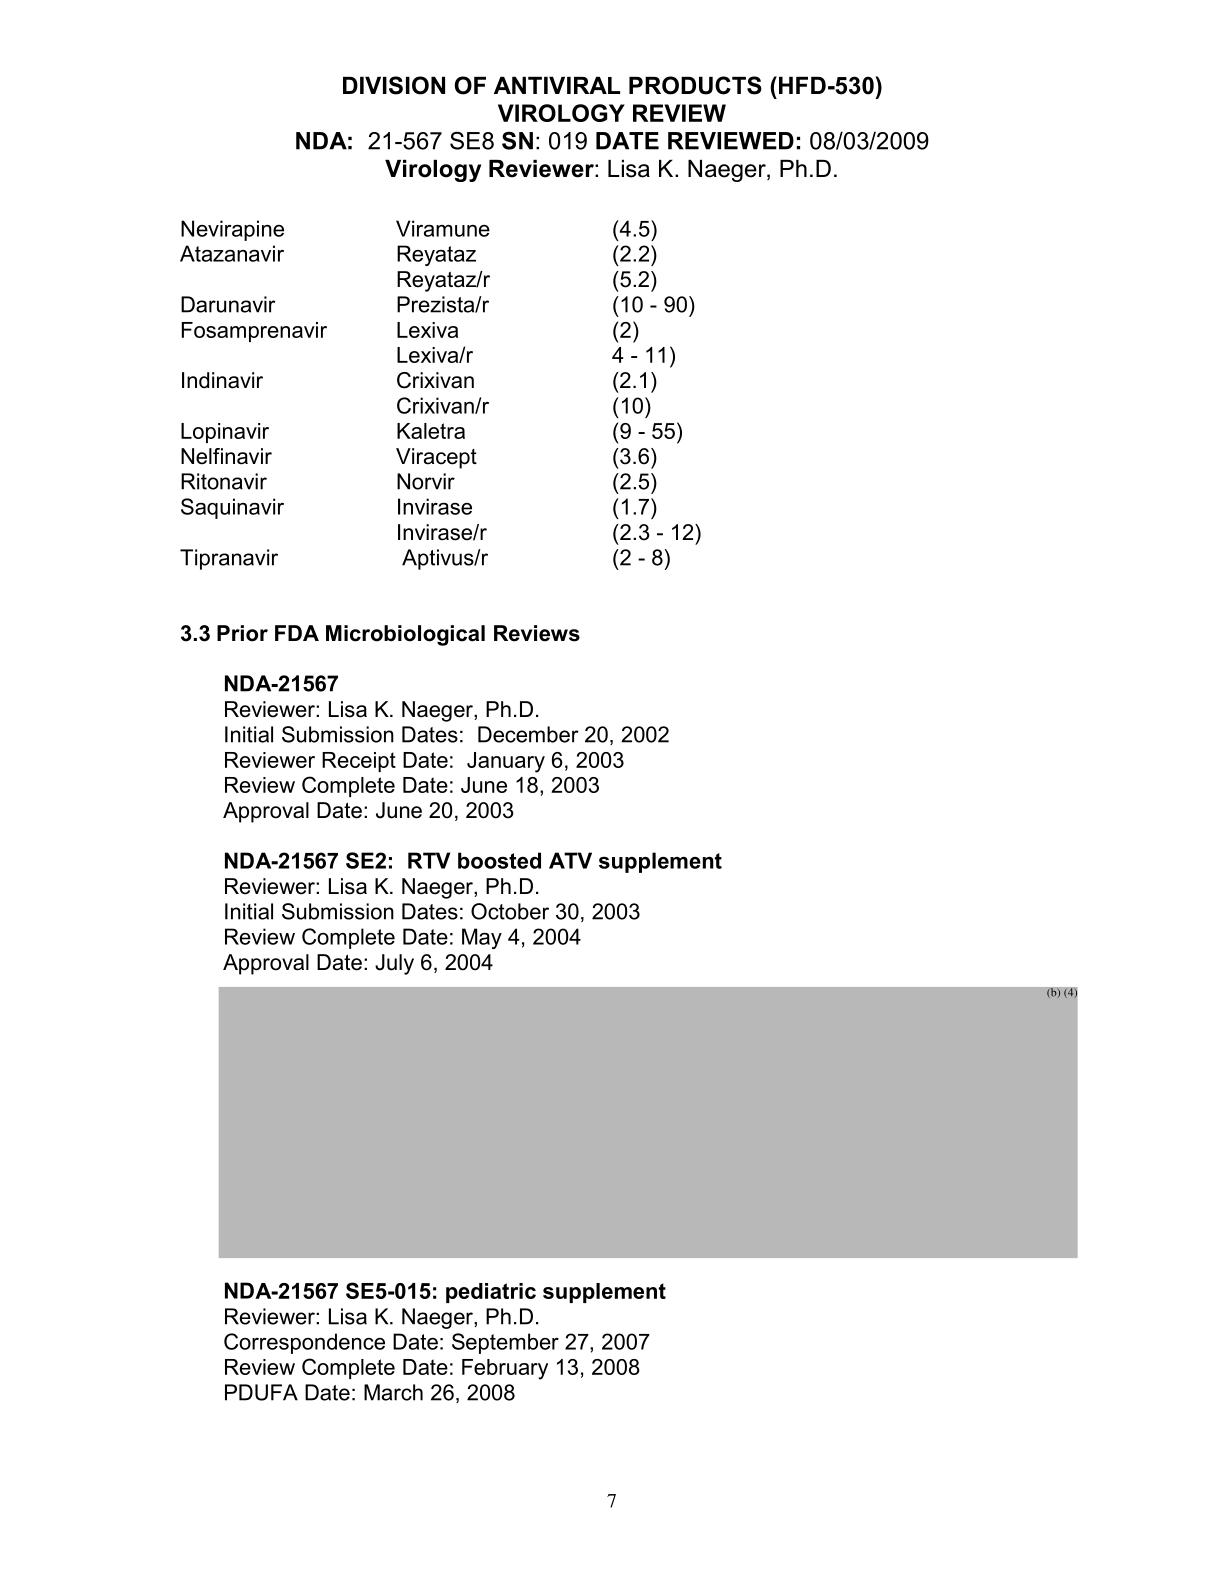 DIVISION OF ANTIVIRAL PRODUCTS (HFD-530)
VIROLOGY REVIEW
NDA: 21-567 SE8 SN: 019 DATE REVIEWED: 08/03/2009
Virology Reviewer: Lisa K. Naeger, Ph.D.
Nevirapine Viramune (4.5)
Atazanavir Reyataz (2.2)
Reyataz/r (5.2)
Darunavir Prezista/r (10 - 90)
Fosamprenavir Lexiva (2)
Lexiva/r 4 - 11)
Indinavir Crixivan (2.1)
Crixivan/r (10)
Lopinavir Kaletra (9 - 55)
Nelfinavir Viracept (3.6)
Ritonavir Norvir (2.5)
Saquinavir Invirase (1.7)
Invirase/r (2.3 - 12)
Tipranavir Aptivus/r (2 - 8)
3.3 Prior FDA Microbiological Reviews
NDA-21567
Reviewer: Lisa K. Naeger, Ph.D.
Initial Submission Dates: December 20, 2002
Reviewer Receipt Date: January 6, 2003
Review Complete Date: June 18, 2003
Approval Date: June 20, 2003
NDA-21567 SE2: RTV boosted ATV supplement
Reviewer: Lisa K. Naeger, Ph.D.
Initial Submission Dates: October 30, 2003
Review Complete Date: May 4, 2004
Approval Date: July 6, 2004
(b) (4)
NDA-21567 SE5-015: pediatric supplement
Reviewer: Lisa K. Naeger, Ph.D.
Correspondence Date: September 27, 2007
Review Complete Date: February 13, 2008
PDUFA Date: March 26, 2008
7